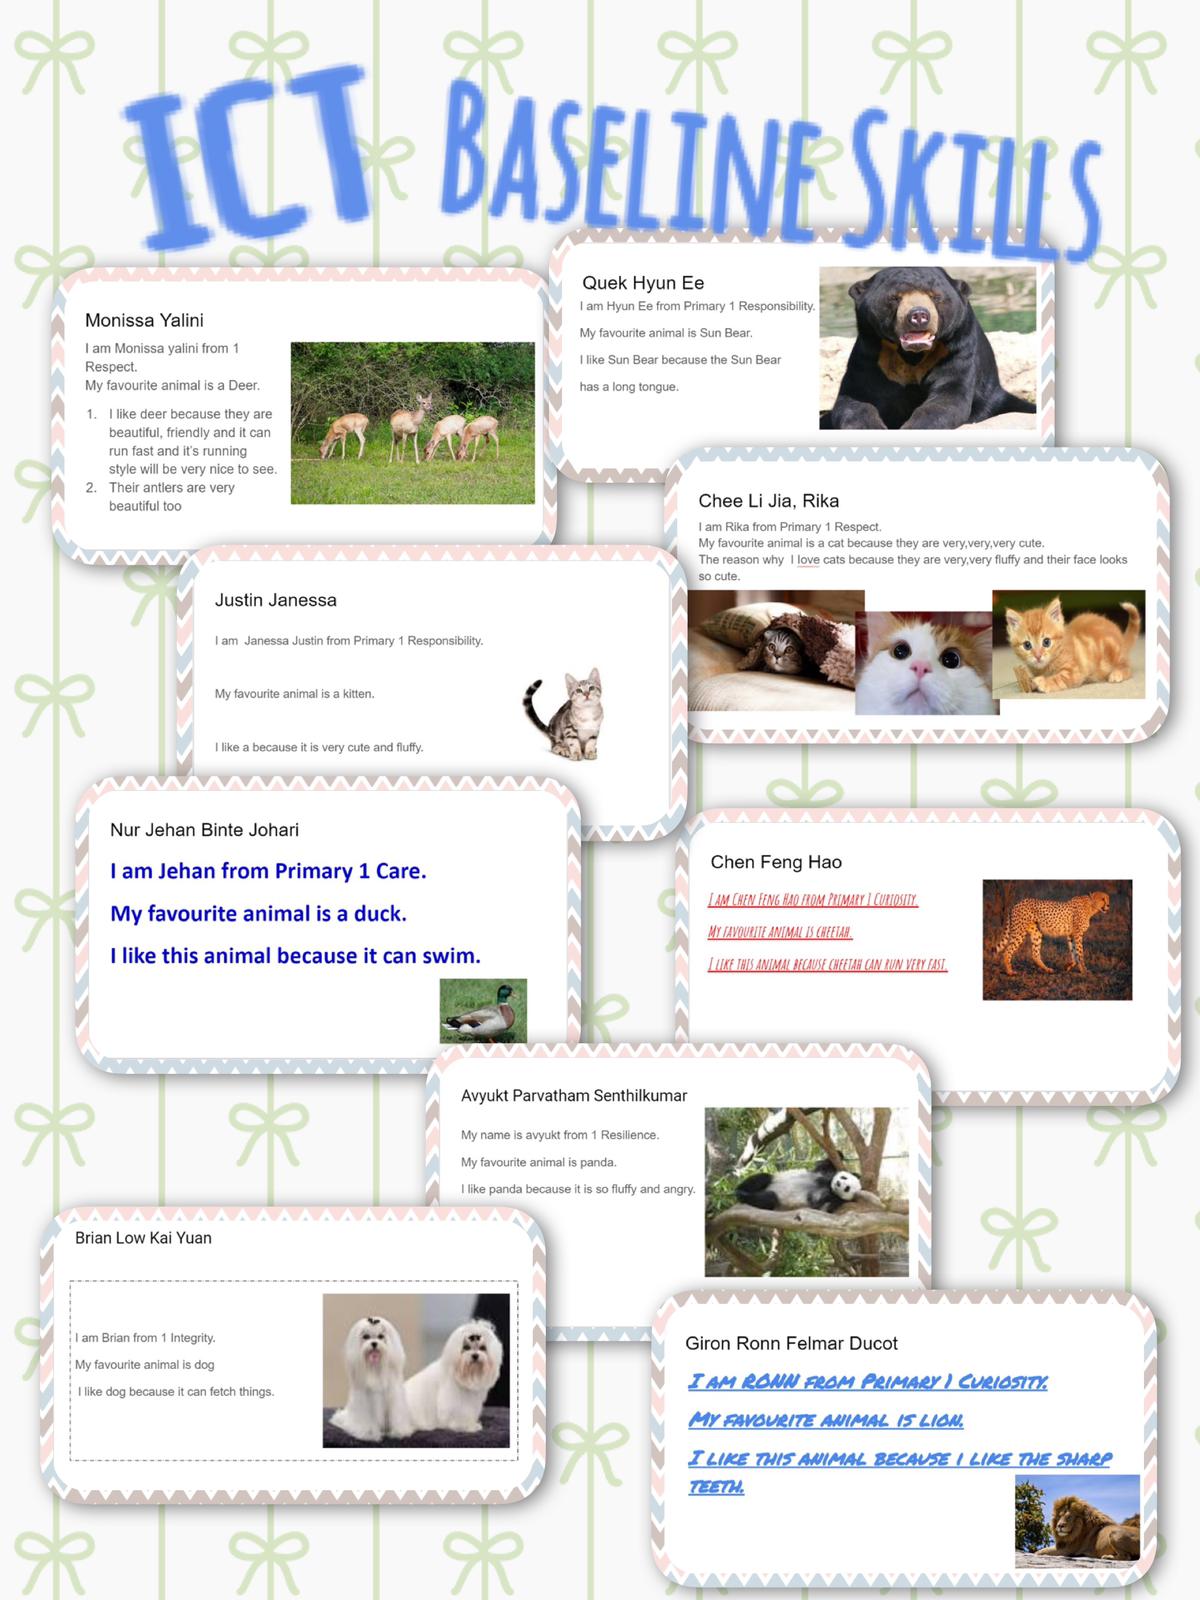 ICT BASELINE SKILLS
Monissa Yalini
I am Monissa yalini from 1
Respect.
My favourite animal is a Deer.
1. I like deer because they are
beautiful, friendly and it can
run fast and it's running
style will be very nice to see.
2. Their antlers are very
beautiful too
Quek Hyun Ee
I am Hyun Ee from Primary 1 Responsibility.
My favourite animal is Sun Bear.
I like Sun Bear because the Sun Bear
has a long tongue.
Chee Li Jia, Rika
I am Rika from Primary 1 Respect.
My favourite animal is a cat because they are very,very,very cute.
The reason why I love cats because they are very,very fluffy and their face looks
so cute.
Justin Janessa
I am Janessa Justin from Primary 1 Responsibility.
My favourite animal is a kitten.
I like a because it is very cute and fluffy.
Nur Jehan Binte Johari
I am Jehan from Primary 1 Care.
My favourite animal is a duck.
I like this animal because it can swim.
Chen Feng Hao
I AM CHEN FENG HAO FROM PRIMARY 1 CURIOSITY.
MY FAVOURITE ANIMAL IS CHEETAH.
I LIKE THIS ANIMAL BECAUSE CHEETAH CAN RUN VERY FAST.
Avyukt Parvatham Senthilkumar
My name is avyukt from 1 Resilience.
My favourite animal is panda.
I like panda because it is so fluffy and angry.
Brian Low Kai Yuan
I am Brian from 1 Integrity.
My favourite animal is dog
I like dog because it can fetch things.
Giron Ronn Felmar Ducot
I AM RONN FROM PRIMARY 1 CURIOSITY.
MY FAVOURITE ANIMAL IS LION.
I LIKE THIS ANIMAL BECAUSE I LIKE THE SHARP
TEETH.